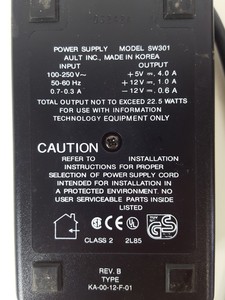 POWER SUPPLY MODEL SW301
AULT INC., MADE IN KOREA
INPUT OUTPUT
100-250V~ +5V ⎓ 4.0 A
50-60 Hz +12V ⎓ 1.0 A
0.7-0.3 A -12V ⎓ 0.6 A
TOTAL OUTPUT NOT TO EXCEED 22.5 WATTS
FOR USE WITH INFORMATION
TECHNOLOGY EQUIPMENT ONLY
CAUTION
REFER TO INSTALLATION
INSTRUCTIONS FOR PROPER
SELECTION OF POWER SUPPLY CORD
INTENDED FOR INSTALLATION IN
A PROTECTED ENVIRONMENT. NO
USER SERVICEABLE PARTS INSIDE
LISTED
UL
CE
GS
CLASS 2 2L85
REV. B
TYPE
KA-00-12-F-01